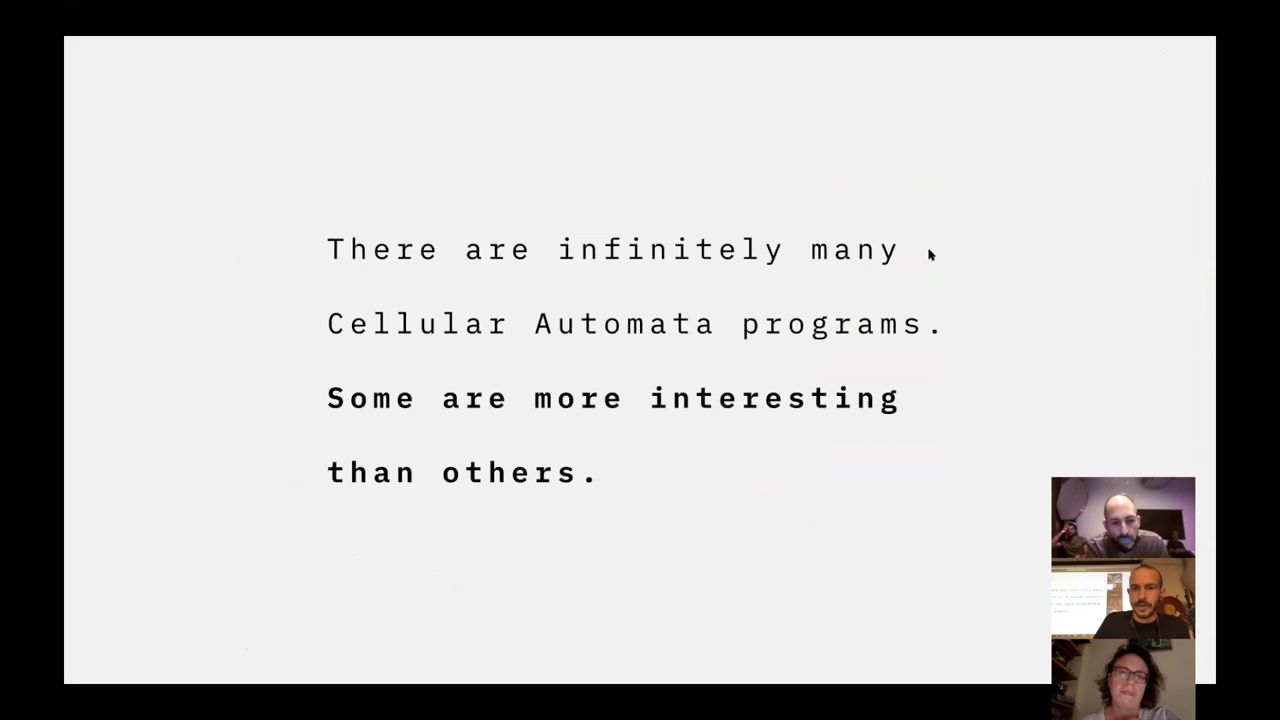 There are infinitely many
Cellular Automata programs.
Some are more interesting
than others.